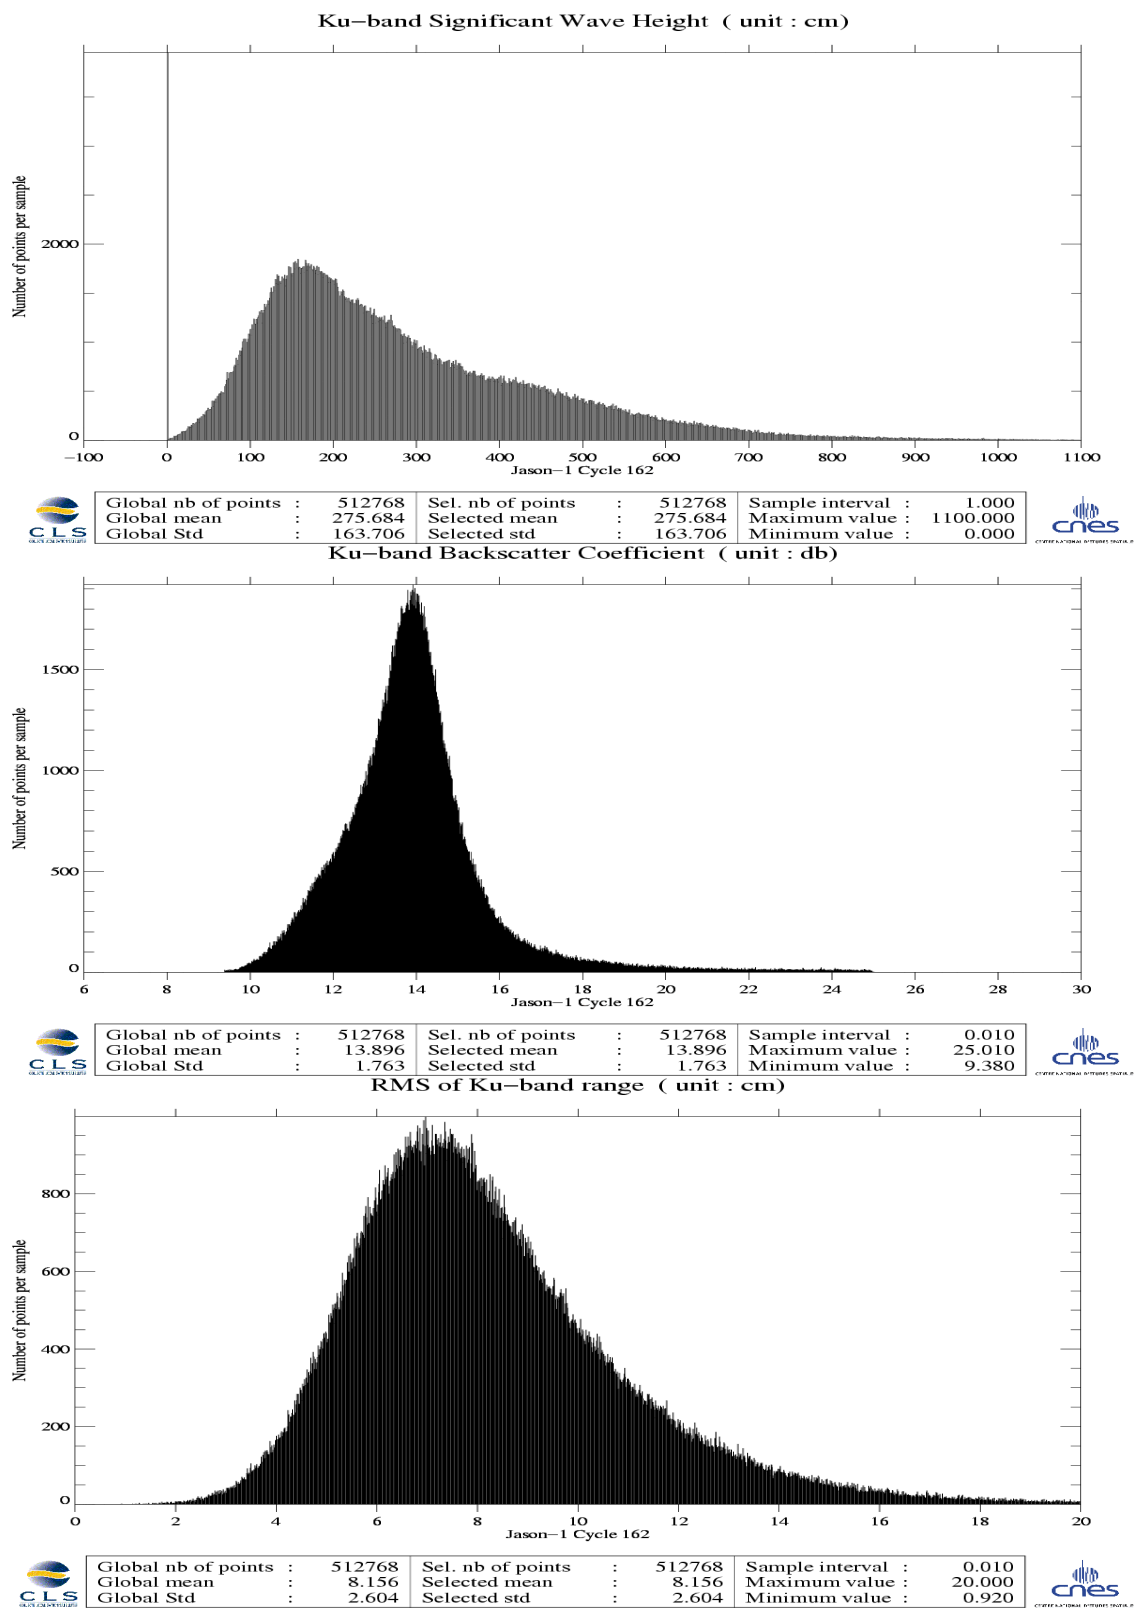 Ku−band Significant Wave Height ( unit : cm)
Number of points per sample
2000
0
−100 0 100 200 300 400 500 600 700 800 900 1000 1100
Jason−1 Cycle 162
CLS
Global nb of points : 512768 Sel. nb of points : 512768 Sample interval : 1.000
Global mean : 275.684 Selected mean : 275.684 Maximum value : 1100.000
Global Std : 163.706 Selected std : 163.706 Minimum value : 0.000
cnes
Ku−band Backscatter Coefficient ( unit : db)
Number of points per sample
1500
1000
500
0
6 8 10 12 14 16 18 20 22 24 26 28 30
Jason−1 Cycle 162
CLS
Global nb of points : 512768 Sel. nb of points : 512768 Sample interval : 0.010
Global mean : 13.896 Selected mean : 13.896 Maximum value : 25.010
Global Std : 1.763 Selected std : 1.763 Minimum value : 9.380
cnes
RMS of Ku−band range ( unit : cm)
Number of points per sample
800
600
400
200
0
0 2 4 6 8 10 12 14 16 18 20
Jason−1 Cycle 162
CLS
Global nb of points : 512768 Sel. nb of points : 512768 Sample interval : 0.010
Global mean : 8.156 Selected mean : 8.156 Maximum value : 20.000
Global Std : 2.604 Selected std : 2.604 Minimum value : 0.920
cnes